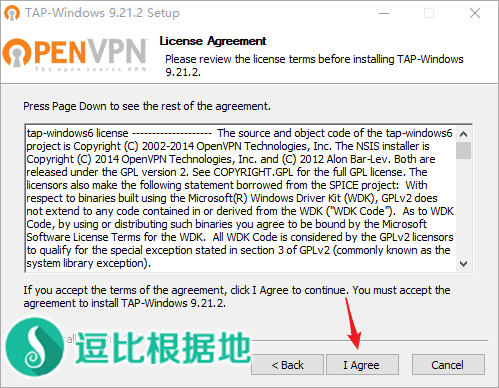 TAP-Windows 9.21.2 Setup
OPENVPN
The open source VPN
License Agreement
Please review the license terms before installing TAP-Windows
9.21.2.
Press Page Down to see the rest of the agreement.
tap-windows6 license -------------------- The source and object code of the tap-windows6
project is Copyright (C) 2002-2014 OpenVPN Technologies, Inc. The NSIS installer is
Copyright (C) 2014 OpenVPN Technologies, Inc. and (C) 2012 Alon Bar-Lev. Both are
released under the GPL version 2. See COPYRIGHT.GPL for the full GPL license. The
licensors also make the following statement borrowed from the SPICE project: With
respect to binaries built using the Microsoft(R) Windows Driver Kit (WDK), GPLv2 does
not extend to any code contained in or derived from the WDK ("WDK Code"). As to WDK
Code, by using or distributing such binaries you agree to be bound by the Microsoft
Software License Terms for the WDK. All WDK Code is considered by the GPLv2 licensors
to qualify for the special exception stated in section 3 of GPLv2 (commonly known as the
system library exception).
If you accept the terms of the agreement, click I Agree to continue. You must accept the
agreement to install TAP-Windows 9.21.2.
逗比根据地
< Back
I Agree
Cancel